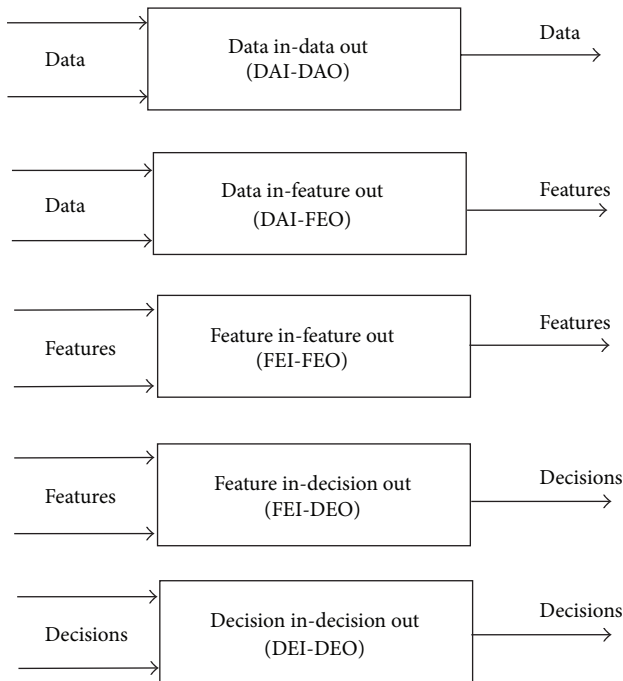 Data
Data in-data out
(DAI-DAO)
Data
Data
Data in-feature out
(DAI-FEO)
Features
Features
Feature in-feature out
(FEI-FEO)
Features
Features
Feature in-decision out
(FEI-DEO)
Decisions
Decisions
Decision in-decision out
(DEI-DEO)
Decisions